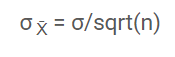 σ x̄ = σ/sqrt(n)